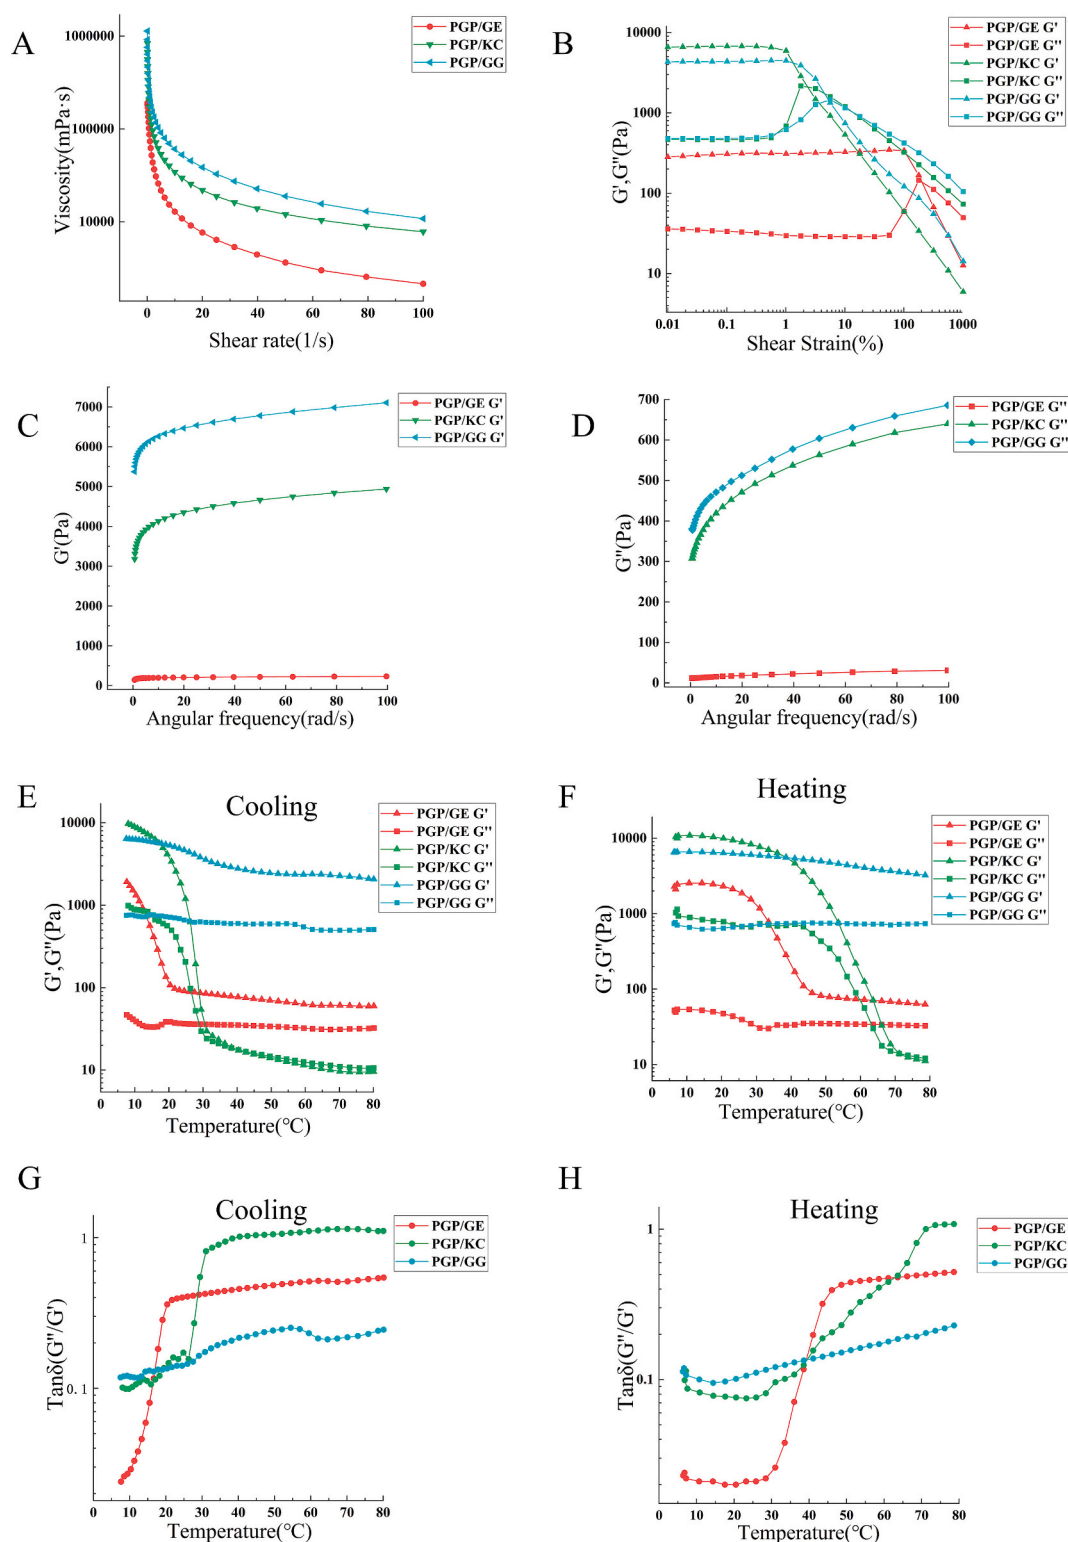 A
PGP/GE
PGP/KC
PGP/GG
1000000
100000
10000
Viscosity(mPa·s)
0 20 40 60 80 100
Shear rate(1/s)
B
PGP/GE G'
PGP/GE G''
PGP/KC G'
PGP/KC G''
PGP/GG G'
PGP/GG G''
10000
1000
100
10
G',G''(Pa)
0.01 0.1 1 10 100 1000
Shear Strain(%)
C
PGP/GE G'
PGP/KC G'
PGP/GG G'
7000
6000
5000
4000
3000
2000
1000
0
G'(Pa)
0 20 40 60 80 100
Angular frequency(rad/s)
D
PGP/GE G''
PGP/KC G''
PGP/GG G''
700
600
500
400
300
200
100
0
G''(Pa)
0 20 40 60 80 100
Angular frequency(rad/s)
E
Cooling
PGP/GE G'
PGP/GE G''
PGP/KC G'
PGP/KC G''
PGP/GG G'
PGP/GG G''
10000
1000
100
10
G',G''(Pa)
0 10 20 30 40 50 60 70 80
Temperature(°C)
F
Heating
PGP/GE G'
PGP/GE G''
PGP/KC G'
PGP/KC G''
PGP/GG G'
PGP/GG G''
10000
1000
100
10
G',G''(Pa)
0 10 20 30 40 50 60 70 80
Temperature(°C)
G
Cooling
PGP/GE
PGP/KC
PGP/GG
1
0.1
Tanδ(G''/G')
0 10 20 30 40 50 60 70 80
Temperature(°C)
H
Heating
PGP/GE
PGP/KC
PGP/GG
1
0.1
Tanδ(G''/G')
0 10 20 30 40 50 60 70 80
Temperature(°C)